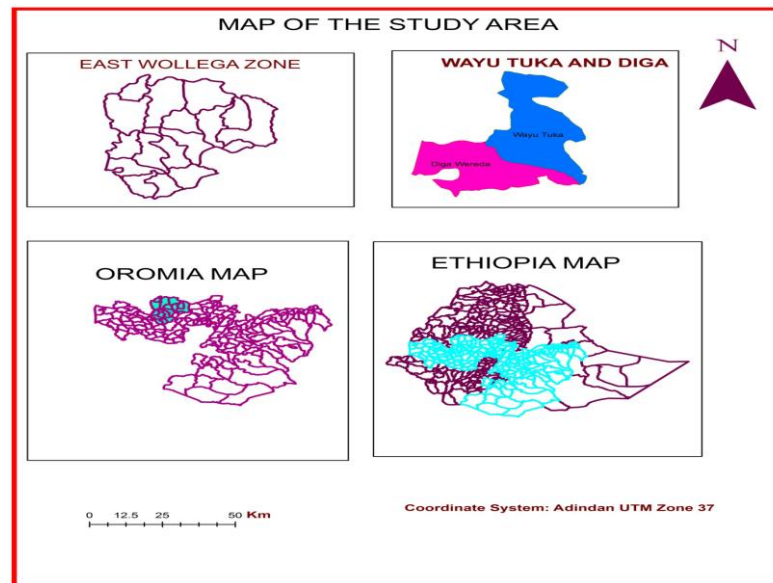 MAP OF THE STUDY AREA
EAST WOLLEGA ZONE
WAYU TUKA AND DIGA
N
Wayu Tuka
Diga Wereda
OROMIA MAP
ETHIOPIA MAP
0 12.5 25 50 Km
Coordinate System: Adindan UTM Zone 37